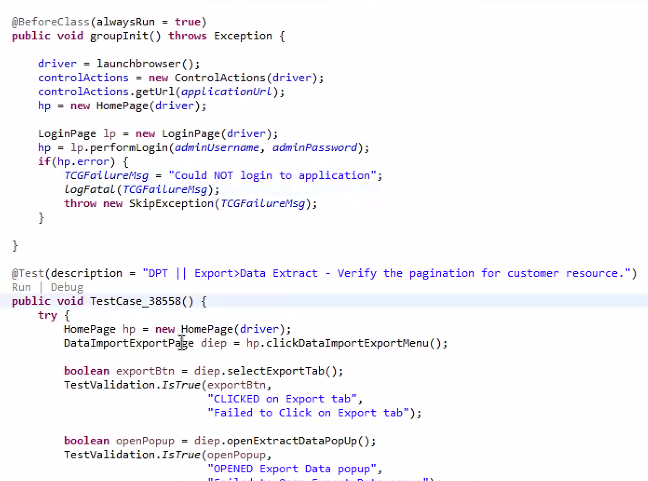 @BeforeClass(alwaysRun = true)
public void groupInit() throws Exception {
driver = launchbrowser();
controlActions = new ControlActions(driver);
controlActions.getUrl(applicationUrl);
hp = new HomePage(driver);
LoginPage lp = new LoginPage(driver);
hp = lp.performLogin(adminUsername, adminPassword);
if(hp.error) {
TCGFailureMsg = "Could NOT login to application";
logFatal(TCGFailureMsg);
throw new SkipException(TCGFailureMsg);
}
}
@Test(description = "DPT || Export>Data Extract - Verify the pagination for customer resource.")
Run | Debug
public void TestCase_38558() {
try {
HomePage hp = new HomePage(driver);
DataImportExportPage diep = hp.clickDataImportExportMenu();
boolean exportBtn = diep.selectExportTab();
TestValidation.IsTrue(exportBtn,
"CLICKED on Export tab",
"Failed to Click on Export tab");
boolean openPopup = diep.openExtractDataPopUp();
TestValidation.IsTrue(openPopup,
"OPENED Export Data popup",